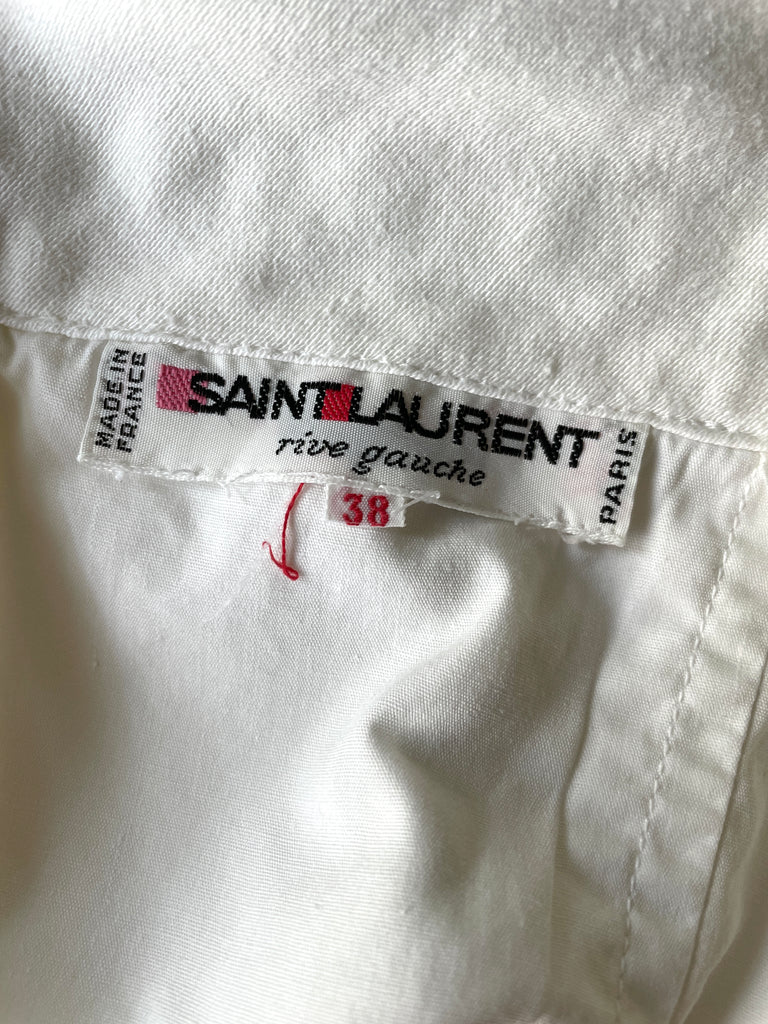 MADE IN
FRANCE
SAINT LAURENT
rive gauche
PARIS
38